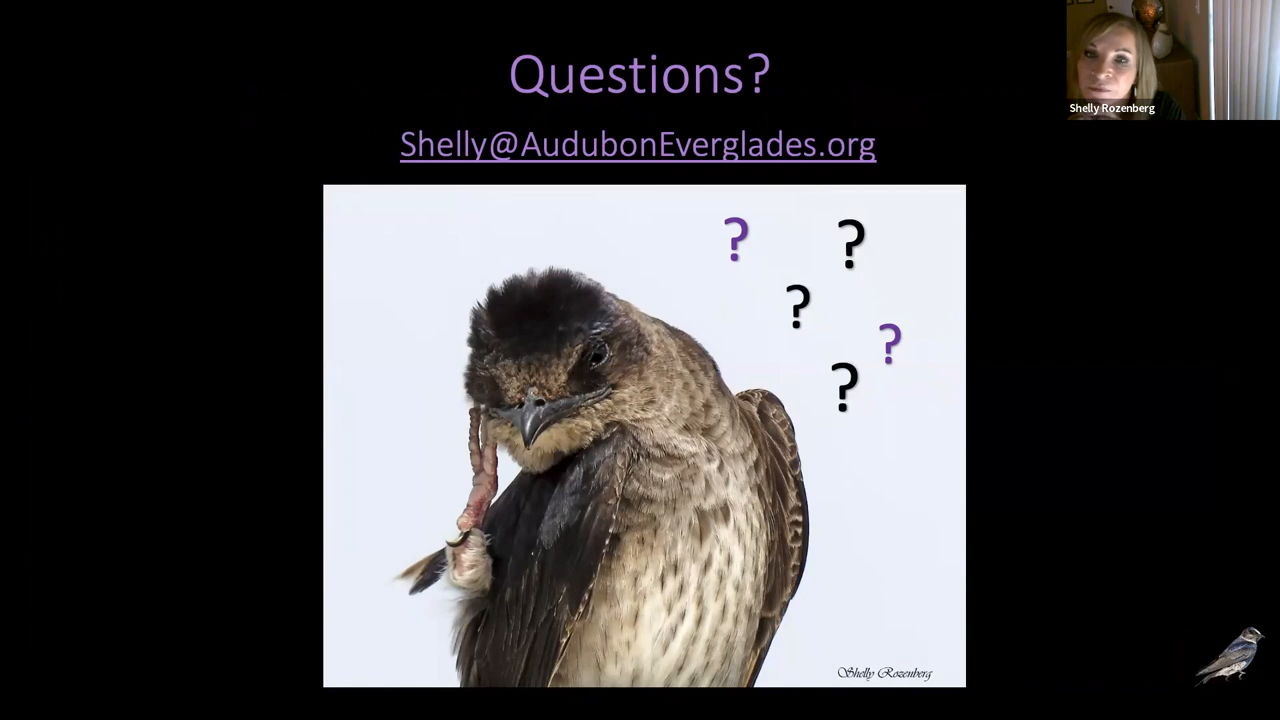 Questions?
Shelly@AudubonEverglades.org
Shelly Rozenberg
? ?
?
?
?
Shelly Rozenberg